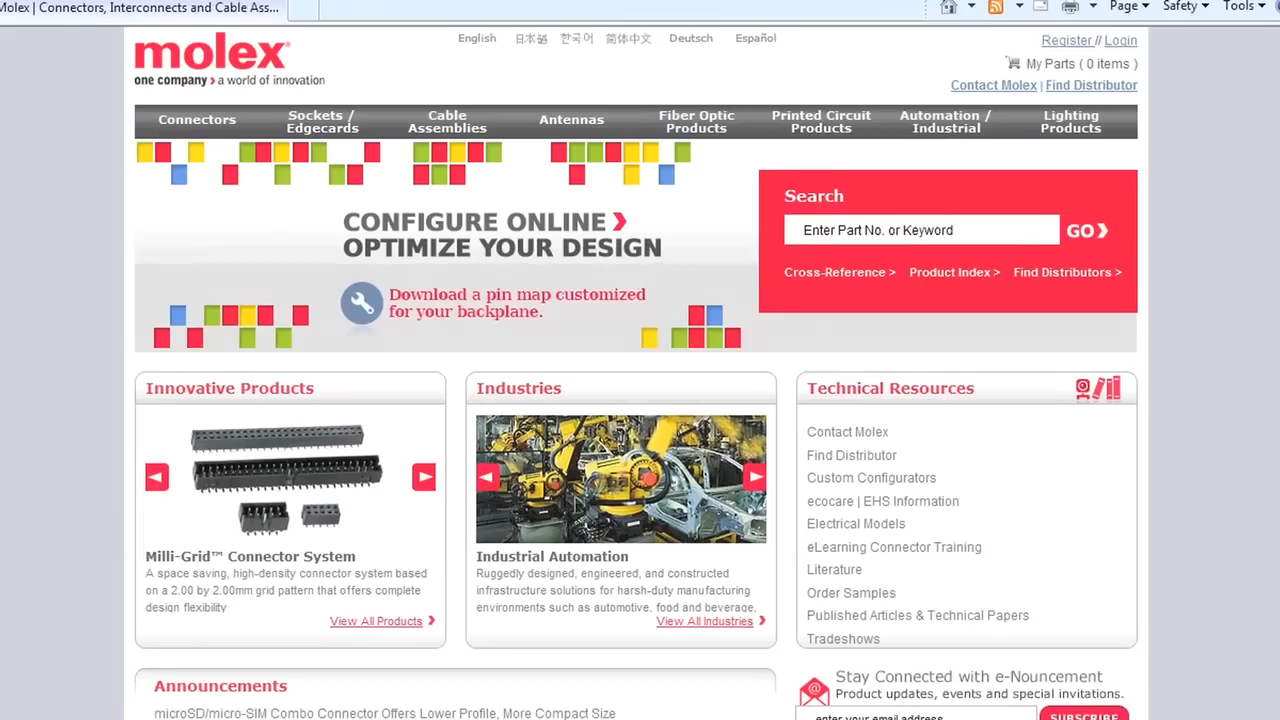 Molex | Connectors, Interconnects and Cable Ass...
Page
Safety
Tools
molex
one company > a world of innovation
English
日本語
한국어
简体中文
Deutsch
Español
Register // Login
My Parts ( 0 items )
Contact Molex | Find Distributor
Connectors
Sockets /
Edgecards
Cable
Assemblies
Antennas
Fiber Optic
Products
Printed Circuit
Products
Automation /
Industrial
Lighting
Products
CONFIGURE ONLINE
OPTIMIZE YOUR DESIGN
Download a pin map customized
for your backplane.
Search
Enter Part No. or Keyword
GO
Cross-Reference >
Product Index >
Find Distributors >
Innovative Products
Milli-Grid™ Connector System
A space saving, high-density connector system based
on a 2.00 by 2.00mm grid pattern that offers complete
design flexibility
View All Products
Industries
Industrial Automation
Ruggedly designed, engineered, and constructed
infrastructure solutions for harsh-duty manufacturing
environments such as automotive, food and beverage,
View All Industries
Technical Resources
Contact Molex
Find Distributor
Custom Configurators
ecocare | EHS Information
Electrical Models
eLearning Connector Training
Literature
Order Samples
Published Articles & Technical Papers
Tradeshows
Announcements
microSD/micro-SIM Combo Connector Offers Lower Profile, More Compact Size
Stay Connected with e-Nouncement
Product updates, events and special invitations.
enter your email address
SUBSCRIBE